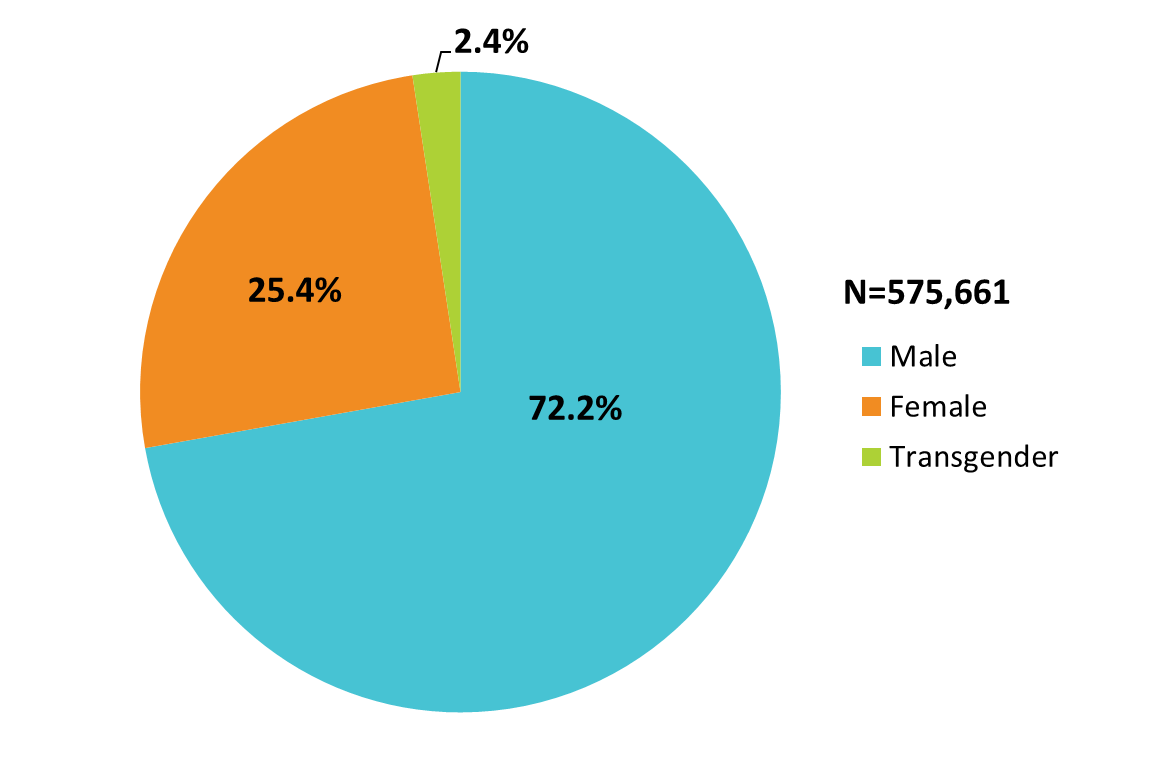 2.4%
25.4%
72.2%
N=575,661
Male
Female
Transgender